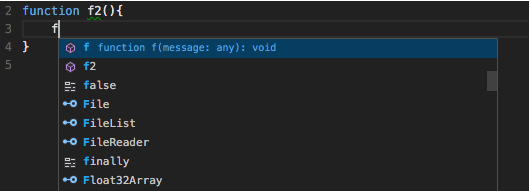 2 function f2(){
3 f
f function f(message: any): void
4 }
f2
5
false
File
FileList
FileReader
finally
Float32Array